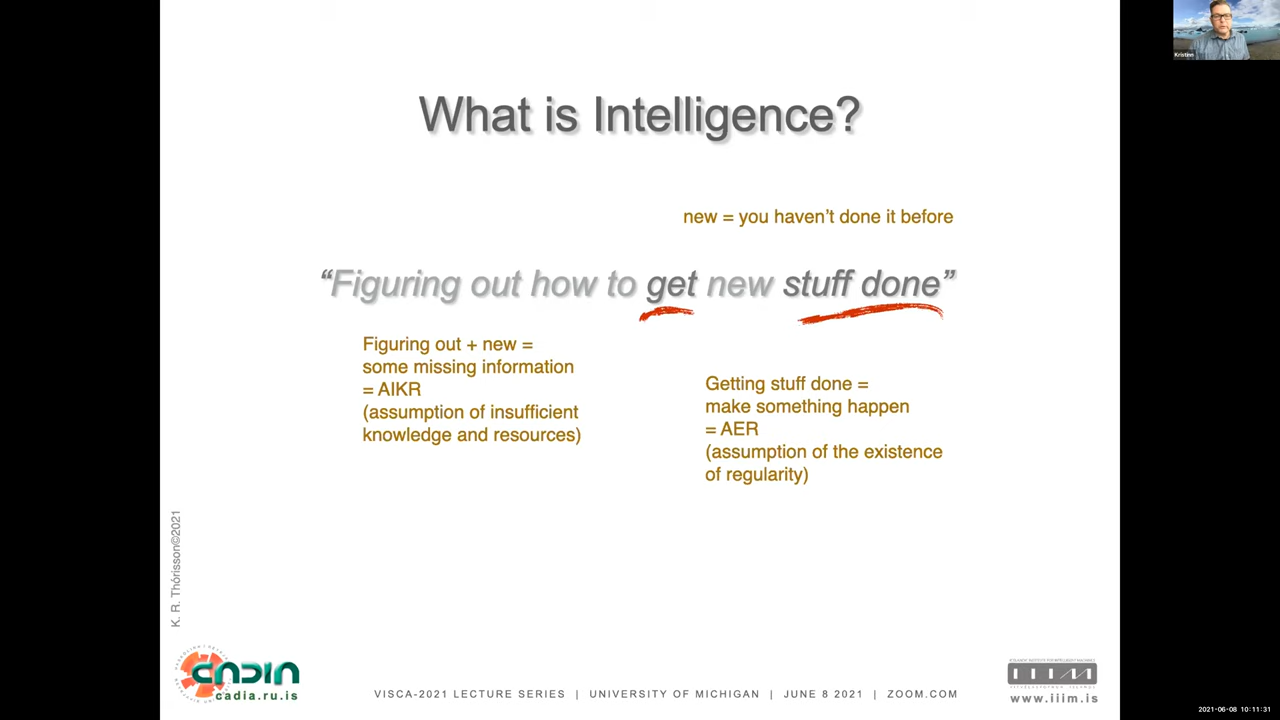 Kristinn
What is Intelligence?
new = you haven't done it before
“Figuring out how to get new stuff done”
Figuring out + new =
some missing information
= AIKR
(assumption of insufficient
knowledge and resources)
Getting stuff done =
make something happen
= AER
(assumption of the existence
of regularity)
K. R. Thórisson©2021
CADIA
cadia.ru.is
VISCA-2021 LECTURE SERIES | UNIVERSITY OF MICHIGAN | JUNE 8 2021 | ZOOM.COM
IIIM
www.iiim.is
2021-06-08 10:11:31